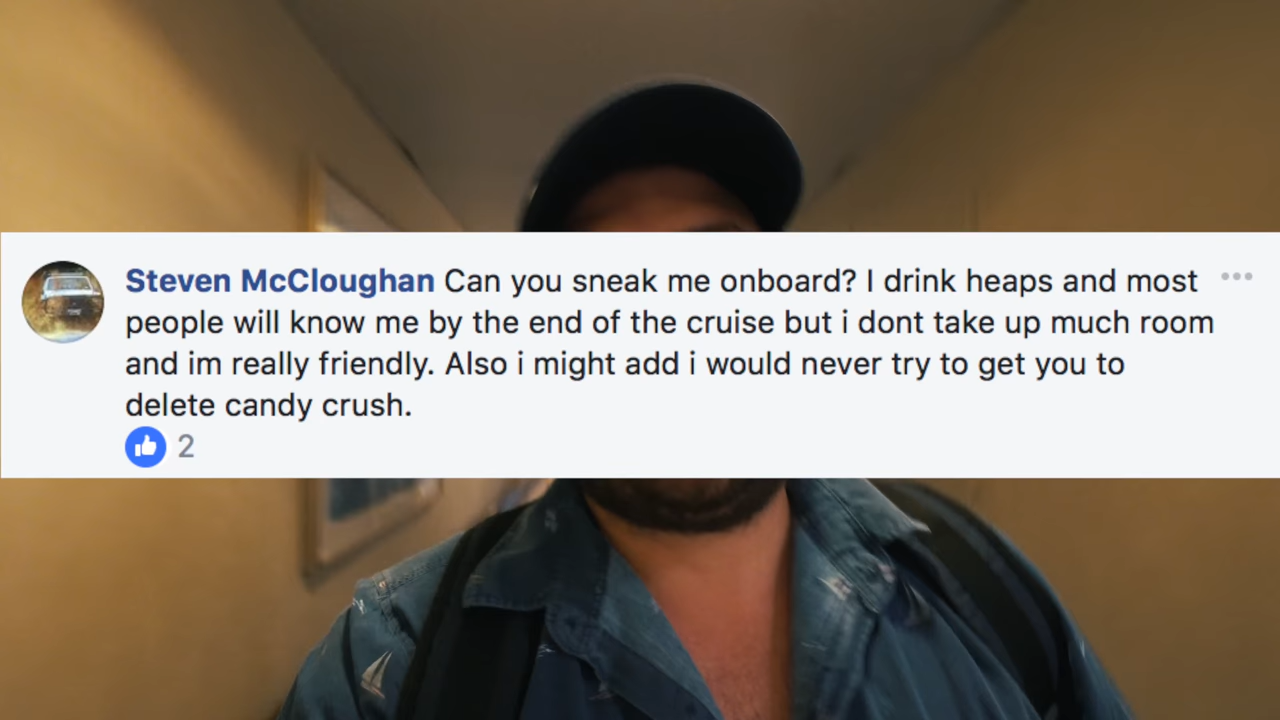 Steven McCloughan Can you sneak me onboard? I drink heaps and most
people will know me by the end of the cruise but i dont take up much room
and im really friendly. Also i might add i would never try to get you to
delete candy crush.
2